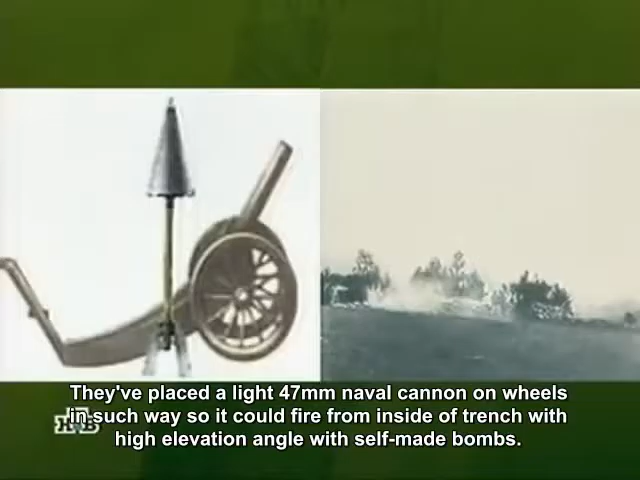 They've placed a light 47mm naval cannon on wheels
in such way so it could fire from inside of trench with
high elevation angle with self-made bombs.
НТВ